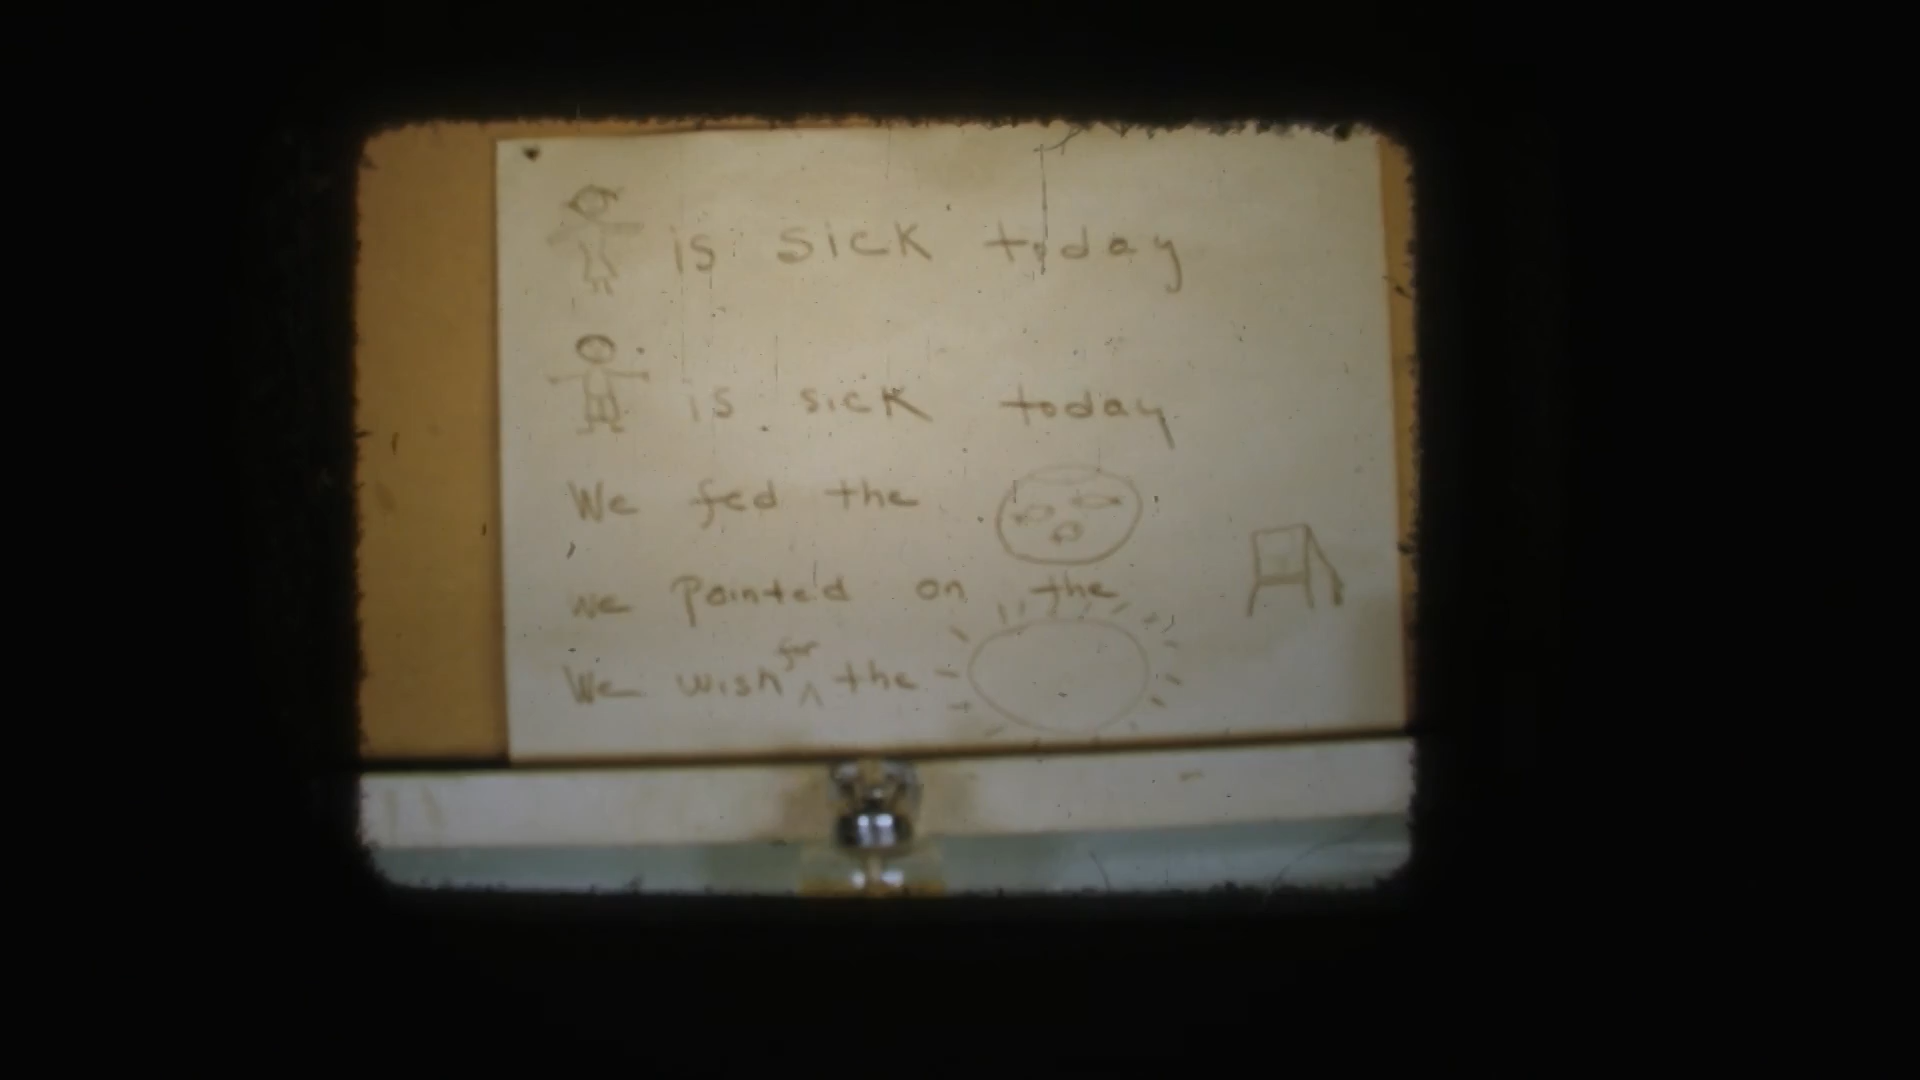 is sick today
is sick today
We fed the
we painted on the
We wish for the